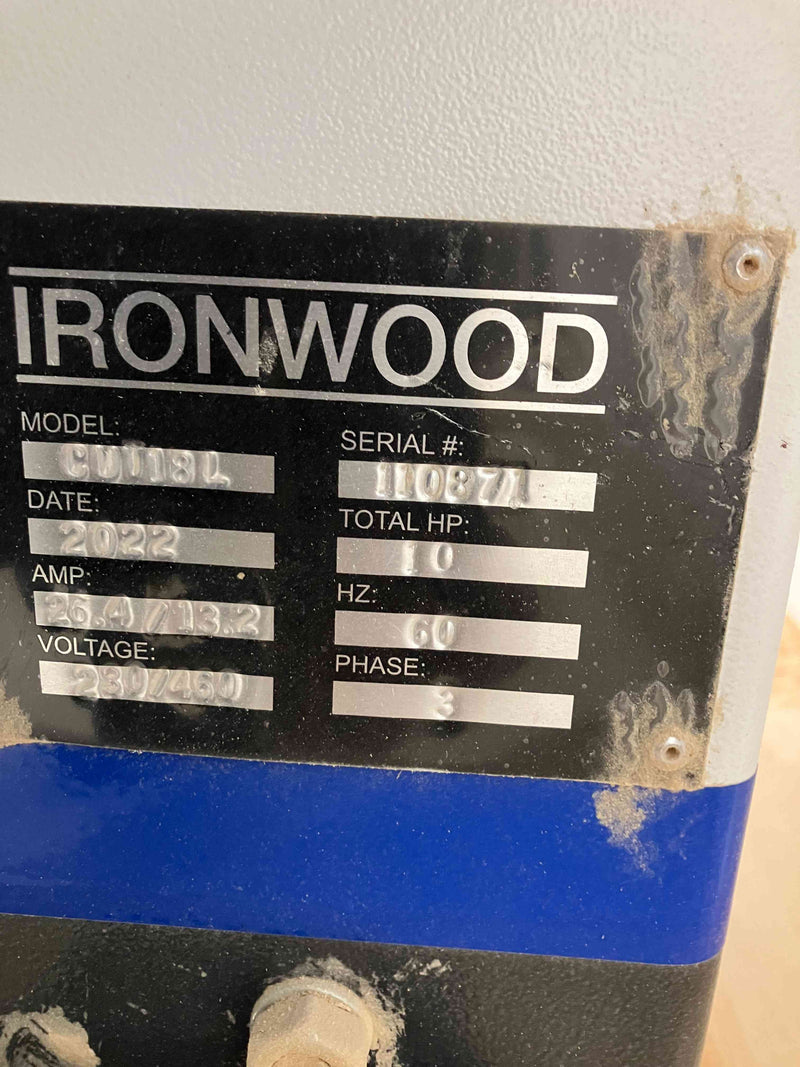 IRONWOOD
MODEL:
SERIAL #:
110871
DATE:
2022
TOTAL HP:
10
AMP:
26.4/13.2
HZ:
60
VOLTAGE:
230/460
PHASE:
3